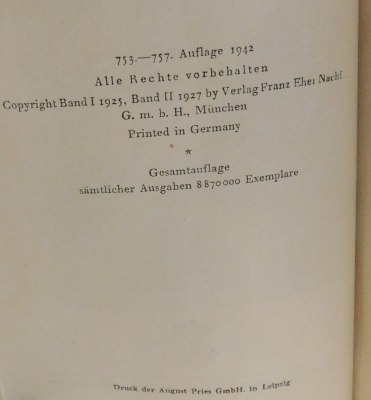 753.—757. Auflage 1942
Alle Rechte vorbehalten
Copyright Band I 1925, Band II 1927 by Verlag Franz Eher Nachf.
G. m. b. H., München
Printed in Germany
*
Gesamtauflage
sämtlicher Ausgaben 8870000 Exemplare
Druck der August Pries GmbH. in Leipzig